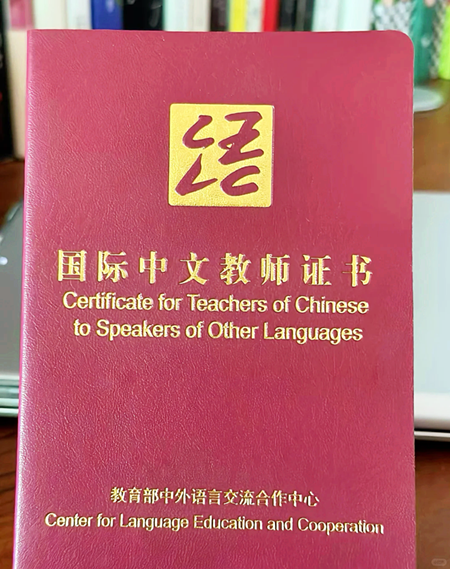 国际中文教师证书
Certificate for Teachers of Chinese
to Speakers of Other Languages
教育部中外语言交流合作中心
Center for Language Education and Cooperation